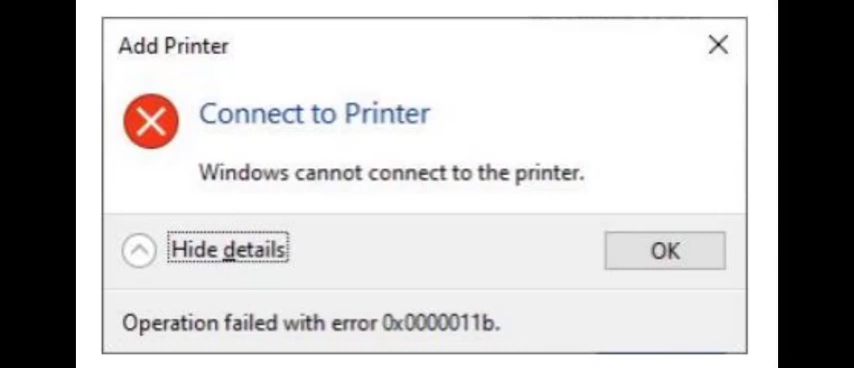 Add Printer
Connect to Printer
Windows cannot connect to the printer.
Hide details
OK
Operation failed with error 0x0000011b.